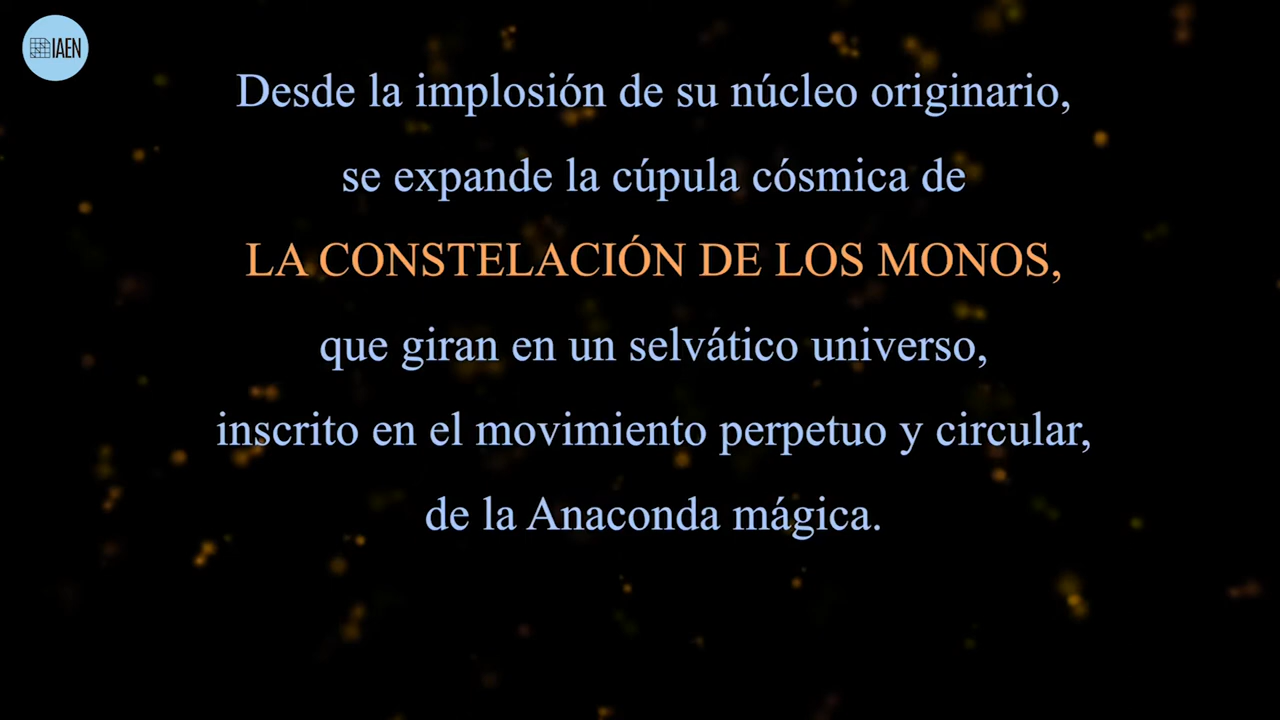 IAEN
Desde la implosión de su núcleo originario,
se expande la cúpula cósmica de
LA CONSTELACIÓN DE LOS MONOS,
que giran en un selvático universo,
inscrito en el movimiento perpetuo y circular,
de la Anaconda mágica.